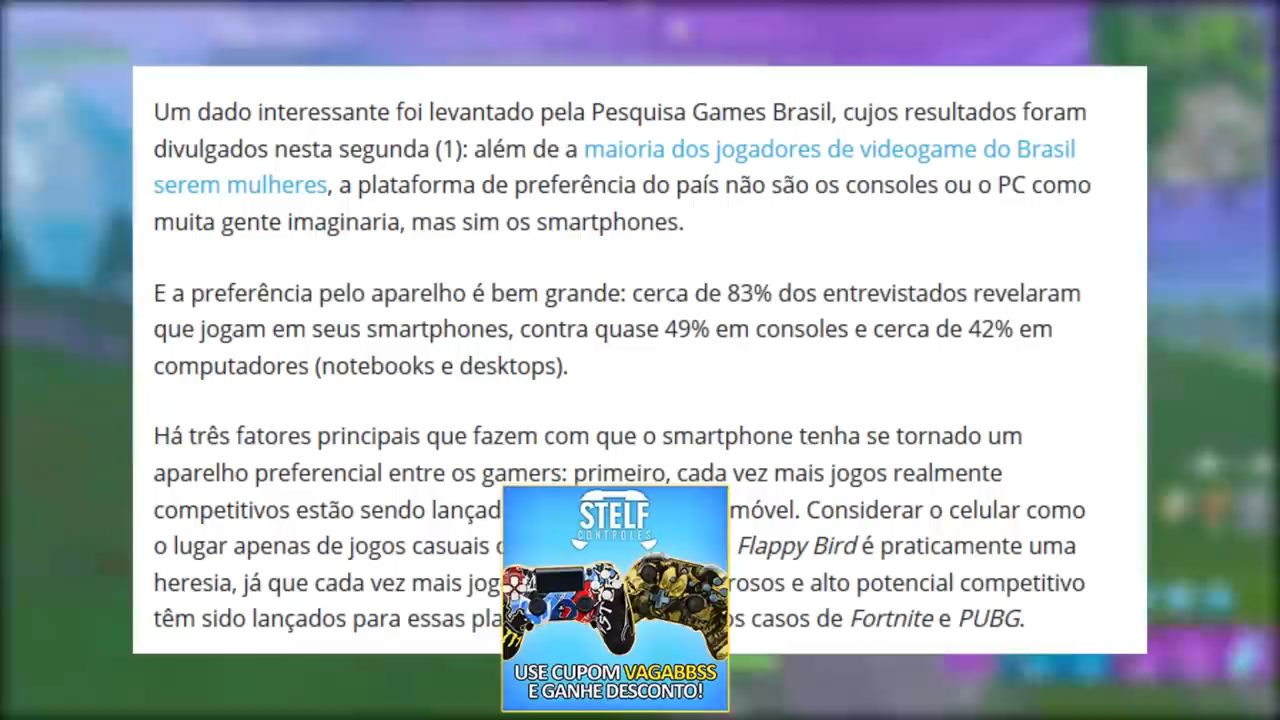 Um dado interessante foi levantado pela Pesquisa Games Brasil, cujos resultados foram
divulgados nesta segunda (1): além de a maioria dos jogadores de videogame do Brasil
serem mulheres, a plataforma de preferência do país não são os consoles ou o PC como
muita gente imaginaria, mas sim os smartphones.
E a preferência pelo aparelho é bem grande: cerca de 83% dos entrevistados revelaram
que jogam em seus smartphones, contra quase 49% em consoles e cerca de 42% em
computadores (notebooks e desktops).
Há três fatores principais que fazem com que o smartphone tenha se tornado um
aparelho preferencial entre os gamers: primeiro, cada vez mais jogos realmente
competitivos estão sendo móvel. Considerar o celular como
o lugar apenas de jogos casuais Flappy Bird é praticamente uma
heresia, já que cada vez mais e alto potencial competitivo
têm sido lançados para essas casos de Fortnite e PUBG.
STELF
CONTROLES
USE CUPOM VAGABBSS
E GANHE DESCONTO!